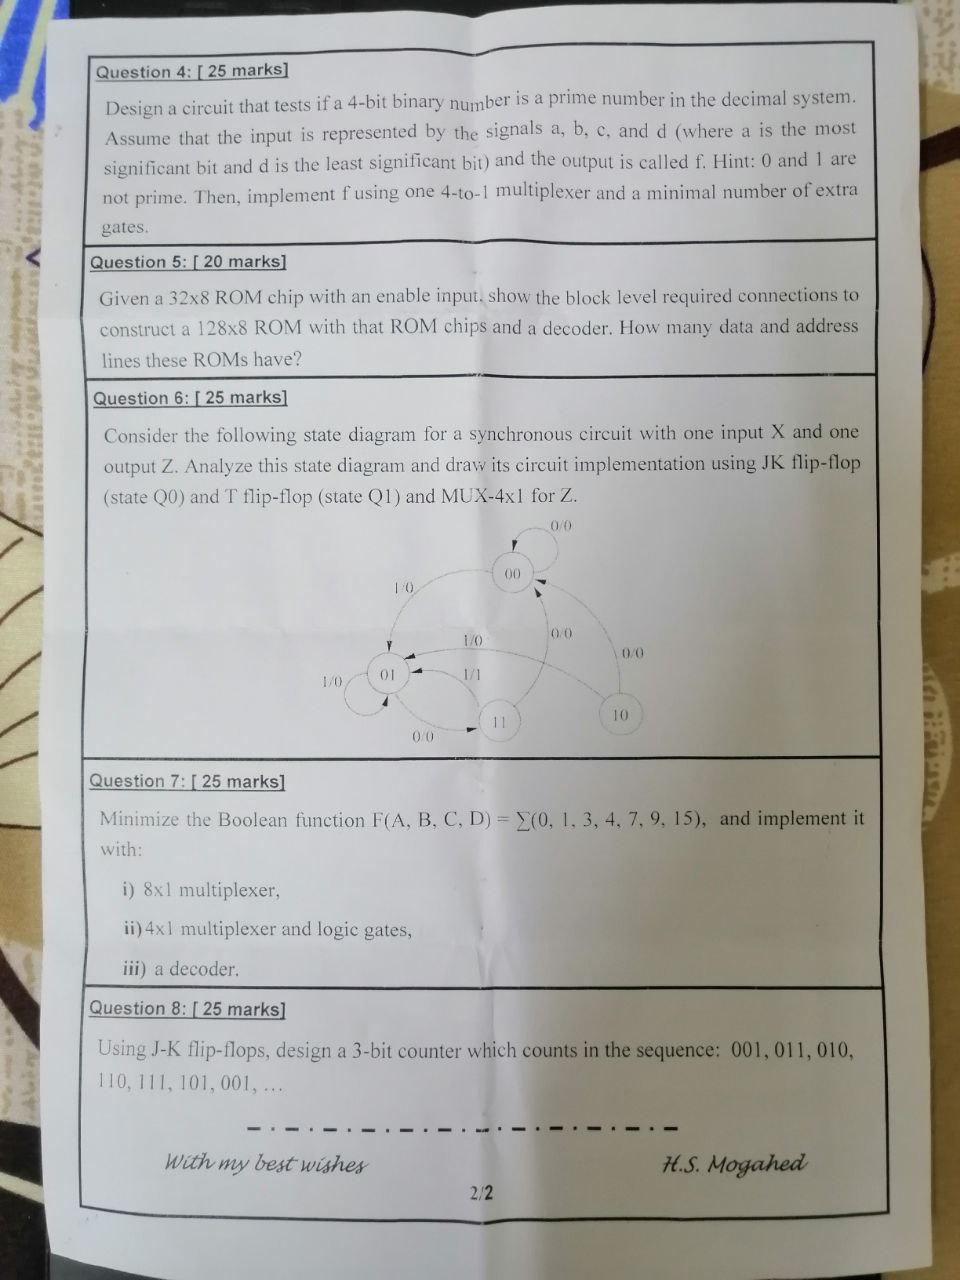 Question 4: [ 25 marks]
Design a circuit that tests if a 4-bit binary number is a prime number in the decimal system.
Assume that the input is represented by the signals a, b, c, and d (where a is the most
significant bit and d is the least significant bit) and the output is called f. Hint: 0 and 1 are
not prime. Then, implement f using one 4-to-1 multiplexer and a minimal number of extra
gates.
Question 5: [ 20 marks]
Given a 32x8 ROM chip with an enable input, show the block level required connections to
construct a 128x8 ROM with that ROM chips and a decoder. How many data and address
lines these ROMs have?
Question 6: [ 25 marks]
Consider the following state diagram for a synchronous circuit with one input X and one
output Z. Analyze this state diagram and draw its circuit implementation using JK flip-flop
(state Q0) and T flip-flop (state Q1) and MUX-4x1 for Z.
0/0
00
1/0
1/0
0/0
0/0
1/0
01
1/1
11
10
0/0
Question 7: [ 25 marks]
Minimize the Boolean function F(A, B, C, D) = ∑(0, 1, 3, 4, 7, 9, 15), and implement it
with:
i) 8x1 multiplexer,
ii) 4x1 multiplexer and logic gates,
iii) a decoder.
Question 8: [ 25 marks]
Using J-K flip-flops, design a 3-bit counter which counts in the sequence: 001, 011, 010,
110, 111, 101, 001, …
With my best wishes H.S. Mogahed
2/2